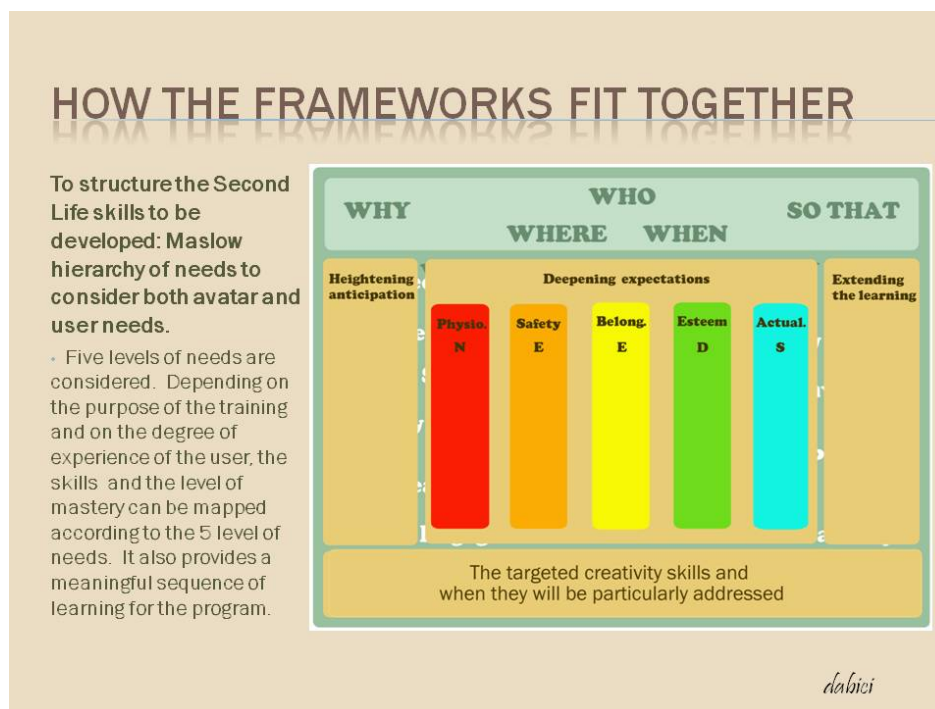 HOW THE FRAMEWORKS FIT TOGETHER
To structure the Second
Life skills to be
developed: Maslow
hierarchy of needs to
consider both avatar and
user needs.
• Five levels of needs are
considered. Depending on
the purpose of the training
and on the degree of
experience of the user, the
skills and the level of
mastery can be mapped
according to the 5 level of
needs. It also provides a
meaningful sequence of
learning for the program.
WHY
WHO
WHERE WHEN
SO THAT
Heightening
anticipation
Deepening expectations
Physio.
N
Safety
E
Belong.
E
Esteem
D
Actual.
S
Extending
the learning
The targeted creativity skills and
when they will be particularly addressed
dabici